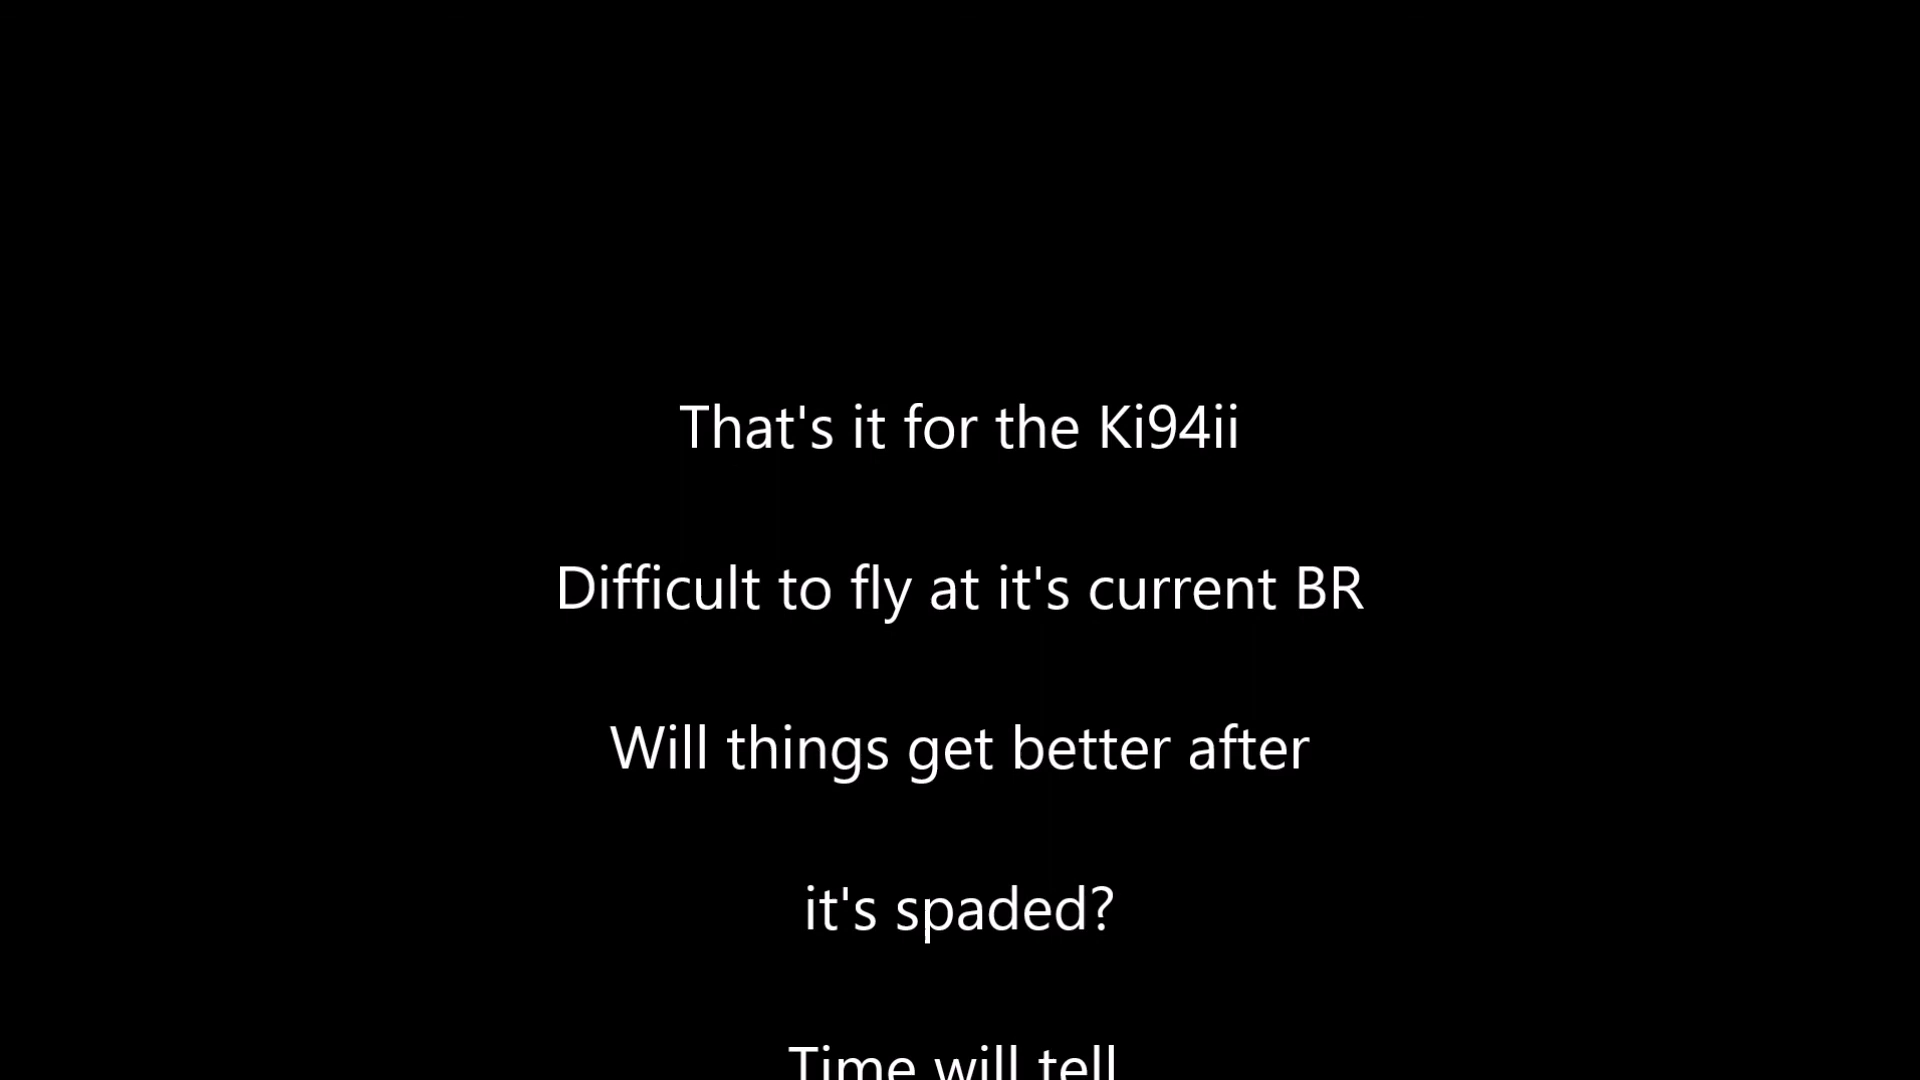 That's it for the Ki94ii
Difficult to fly at it's current BR
Will things get better after
it's spaded?
Time will tell